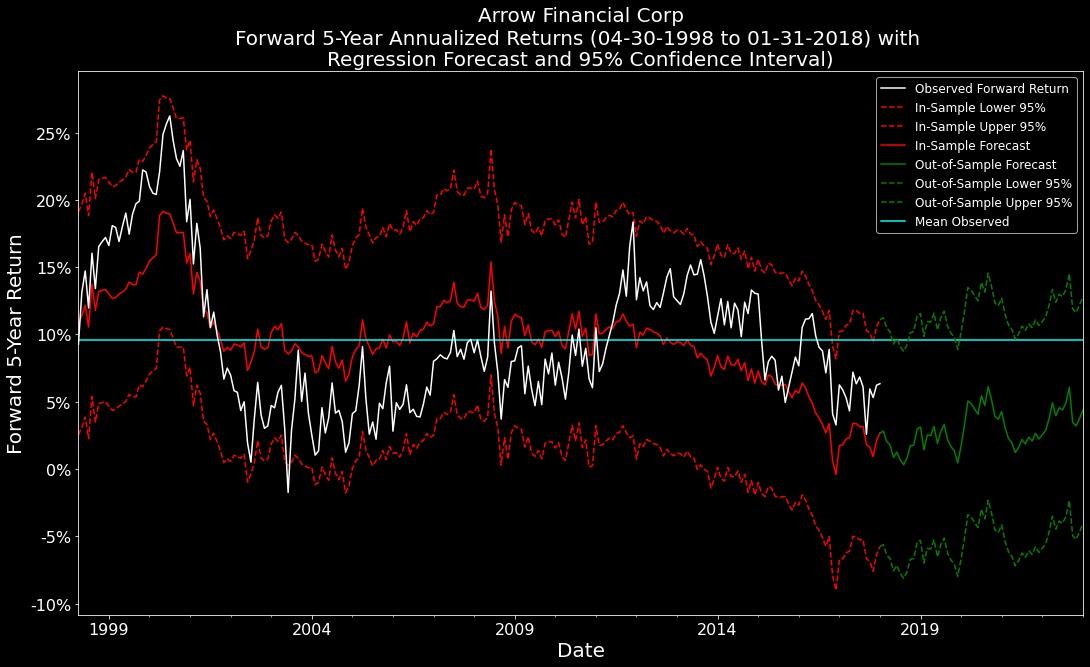 Arrow Financial Corp
Forward 5-Year Annualized Returns (04-30-1998 to 01-31-2018) with
Regression Forecast and 95% Confidence Interval)
Observed Forward Return
In-Sample Lower 95%
In-Sample Upper 95%
In-Sample Forecast
Out-of-Sample Forecast
Out-of-Sample Lower 95%
Out-of-Sample Upper 95%
Mean Observed
Forward 5-Year Return
25%
20%
15%
10%
5%
0%
-5%
-10%
1999
2004
2009
2014
2019
Date